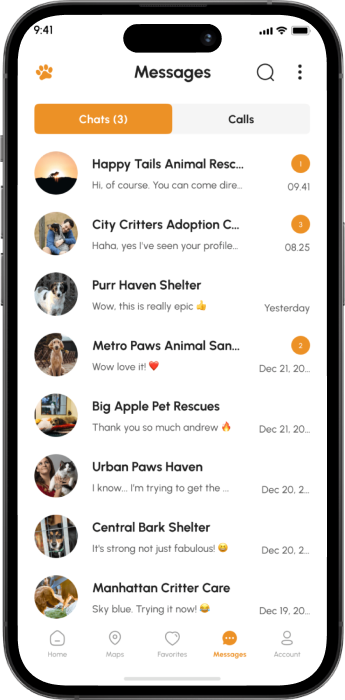 9:41
Messages
Chats (3)
Calls
Happy Tails Animal Resc...
1
Hi, of course. You can come dire...
09.41
City Critters Adoption C...
3
Haha, yes I've seen your profile...
08.25
Purr Haven Shelter
Wow, this is really epic 👍
Yesterday
Metro Paws Animal San...
2
Wow love it! ❤️
Dec 21, 20...
Big Apple Pet Rescues
Thank you so much andrew 🔥
Dec 21, 20...
Urban Paws Haven
I know... I'm trying to get the ...
Dec 20, 2...
Central Bark Shelter
It's strong not just fabulous! 😄
Dec 20, 2...
Manhattan Critter Care
Sky blue. Trying it now! 😂
Dec 19, 20...
Home
Maps
Favorites
Messages
Account